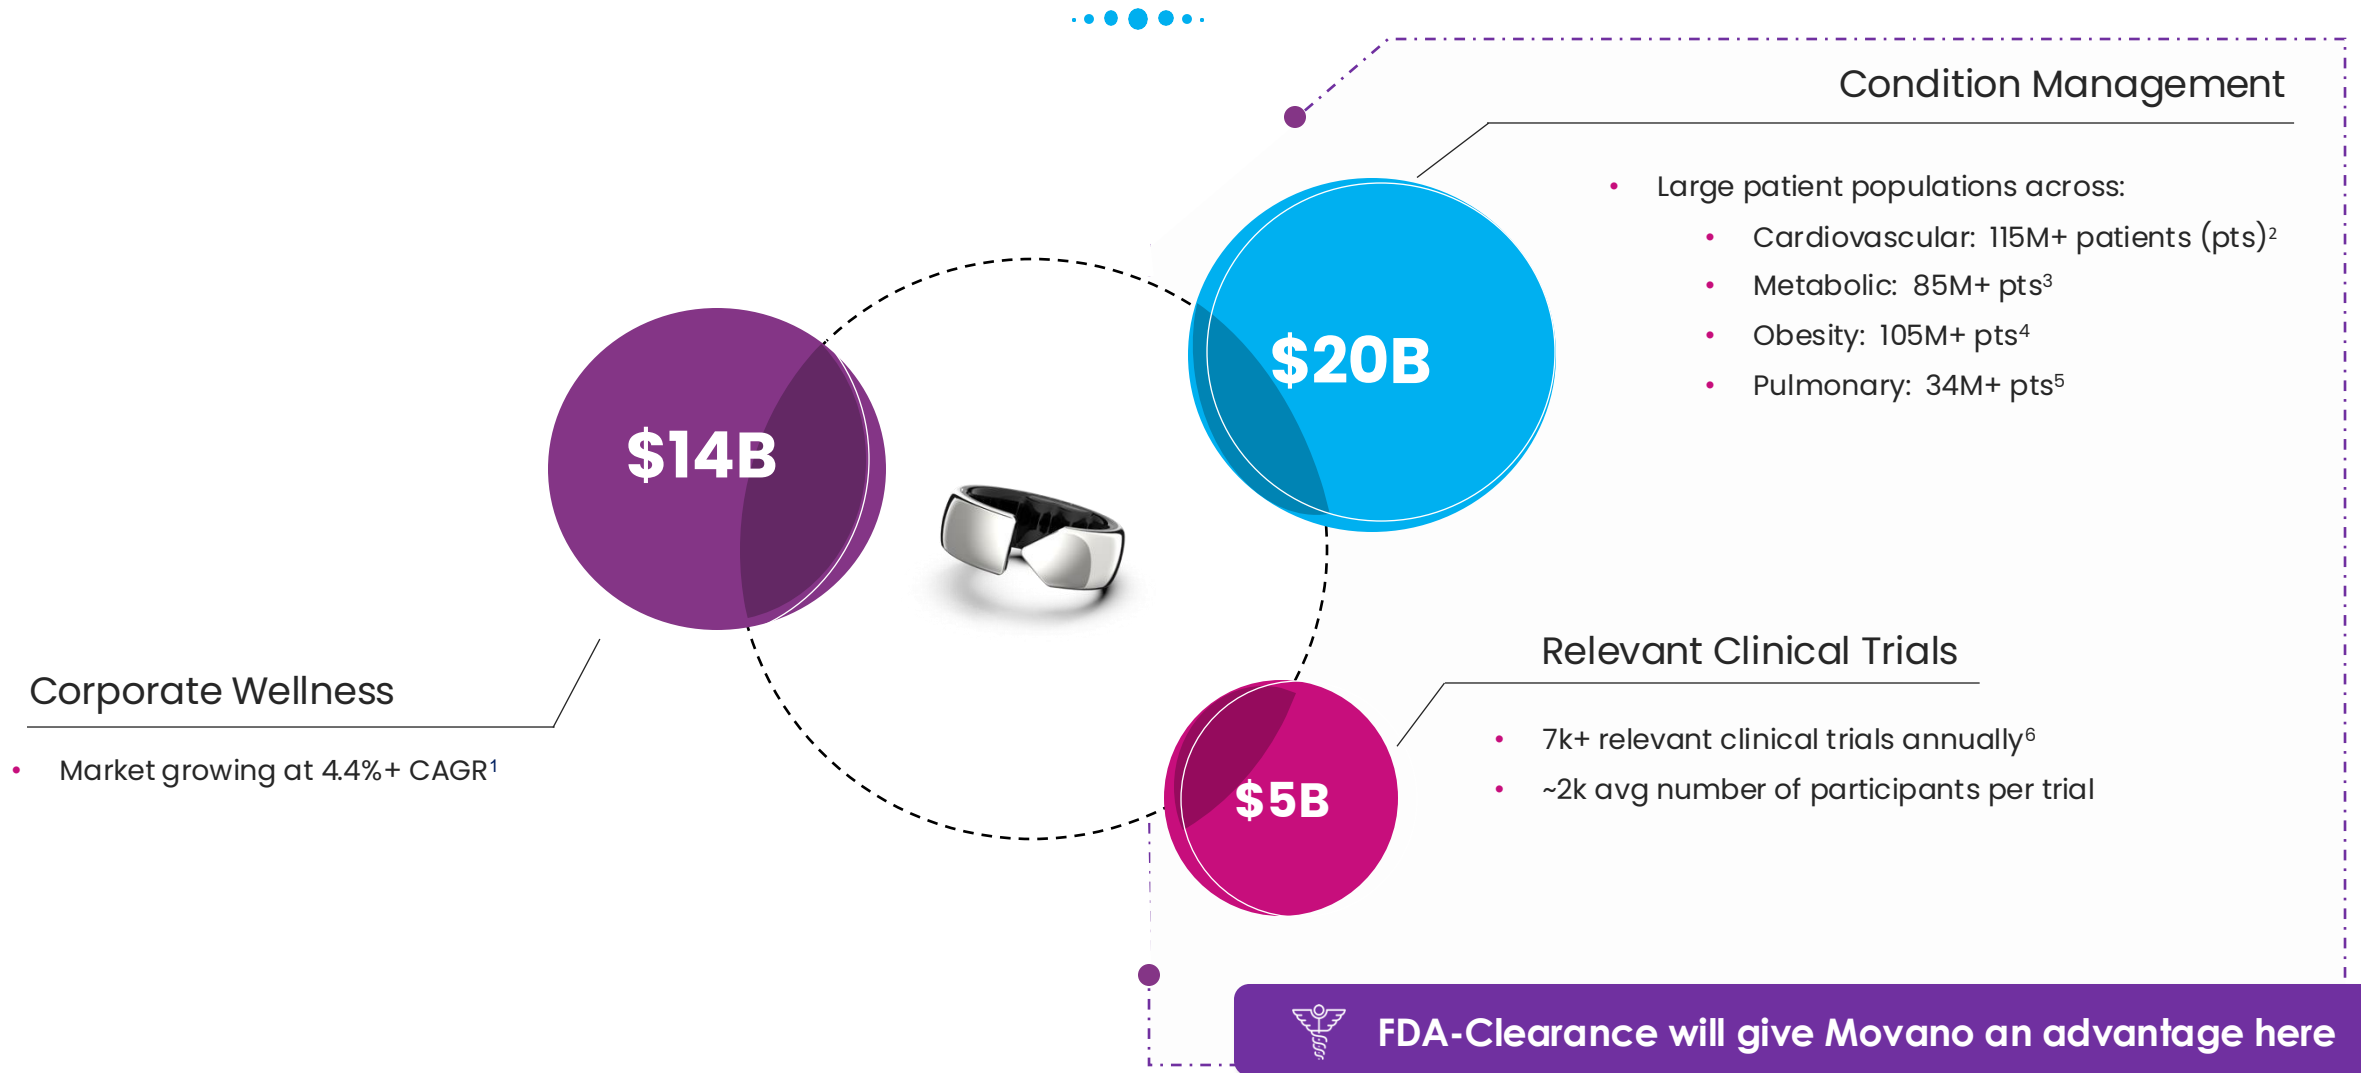 Condition Management
• Large patient populations across:
• Cardiovascular: 115M+ patients (pts)²
• Metabolic: 85M+ pts³
• Obesity: 105M+ pts⁴
• Pulmonary: 34M+ pts⁵
$20B
$14B
Corporate Wellness
• Market growing at 4.4%+ CAGR¹
Relevant Clinical Trials
• 7k+ relevant clinical trials annually⁶
• ~2k avg number of participants per trial
$5B
FDA-Clearance will give Movano an advantage here